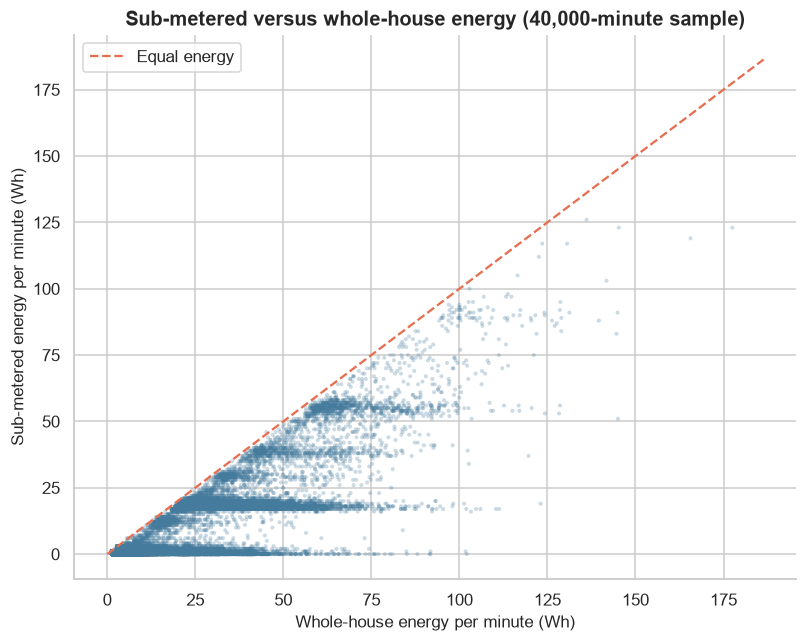 Sub-metered versus whole-house energy (40,000-minute sample)
Equal energy
Sub-metered energy per minute (Wh)
175
150
125
100
75
50
25
0
0 25 50 75 100 125 150 175
Whole-house energy per minute (Wh)